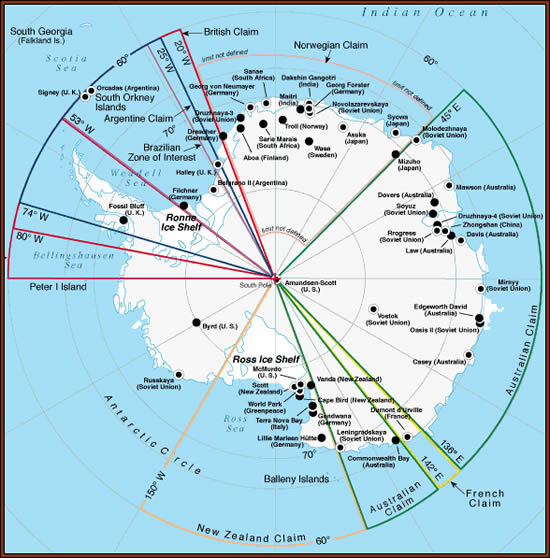 South Georgia
(Falkland Is.)
Indian Ocean
Scotia
Sea
60°
20° W
25° W
British Claim
limit not defined
Norwegian Claim
60°
Signey (U. K.)
Orcadas (Argentina)
South Orkney
Islands
Argentine Claim
70°
Brazilian
Zone of Interest
53° W
Weddell
Sea
Georg von Neumayer
(Germany)
Sanae
(South Africa)
Dakshin Gangotri
(India)
Maitri
(India)
Georg Forster
(Germany)
Novolazarevskaya
(Soviet Union)
Druzhnaya-3
(Soviet Union)
Drescher
(Germany)
Troll (Norway)
Sarie Marais
(South Africa)
Aboa (Finland)
Wasa
(Sweden)
Asuka
(Japan)
Sycwa
(Japan)
45° E
Molodezhnaya
(Soviet Union)
Mizuho
(Japan)
Halley (U. K.)
Belgrano II (Argentina)
Filchner
(Germany)
Fossil Bluff
(U. K.)
Ronne
Ice Shelf
limit not defined
Mawson (Australia)
Dovers (Australia)
Soyuz
(Soviet Union)
Druzhnaya-4 (Soviet Union)
Zhongshan (China)
Rrogress
(Soviet Union)
Davis (Australia)
Law (Australia)
74° W
80° W
Bellingshausen
Sea
Peter I Island
South Pole
Amundsen-Scott
(U. S.)
Mirnyy
(Soviet Union)
Vostok
(Soviet Union)
Edgeworth David
(Australia)
Oasis II (Soviet Union)
Casey (Australia)
Australian Claim
Byrd (U. S.)
Russkaya
(Soviet Union)
Ross Ice Shelf
McMurdo
(U. S.)
Scott
(New Zealand)
World Park
(Greenpeace)
Terra Nova Bay
(Italy)
Lillie Marleen Hütte
(Germany)
Vanda (New Zealand)
Cape Bird (New Zealand)
Gondwana
(Germany)
Dumont d'Urville
(France)
Leningradskaya
(Soviet Union)
Commonwealth Bay
(Australia)
Ross
Sea
Antarctic Circle
150° W
70°
Balleny Islands
136° E
142° E
French
Claim
Australian
Claim
New Zealand Claim
60°